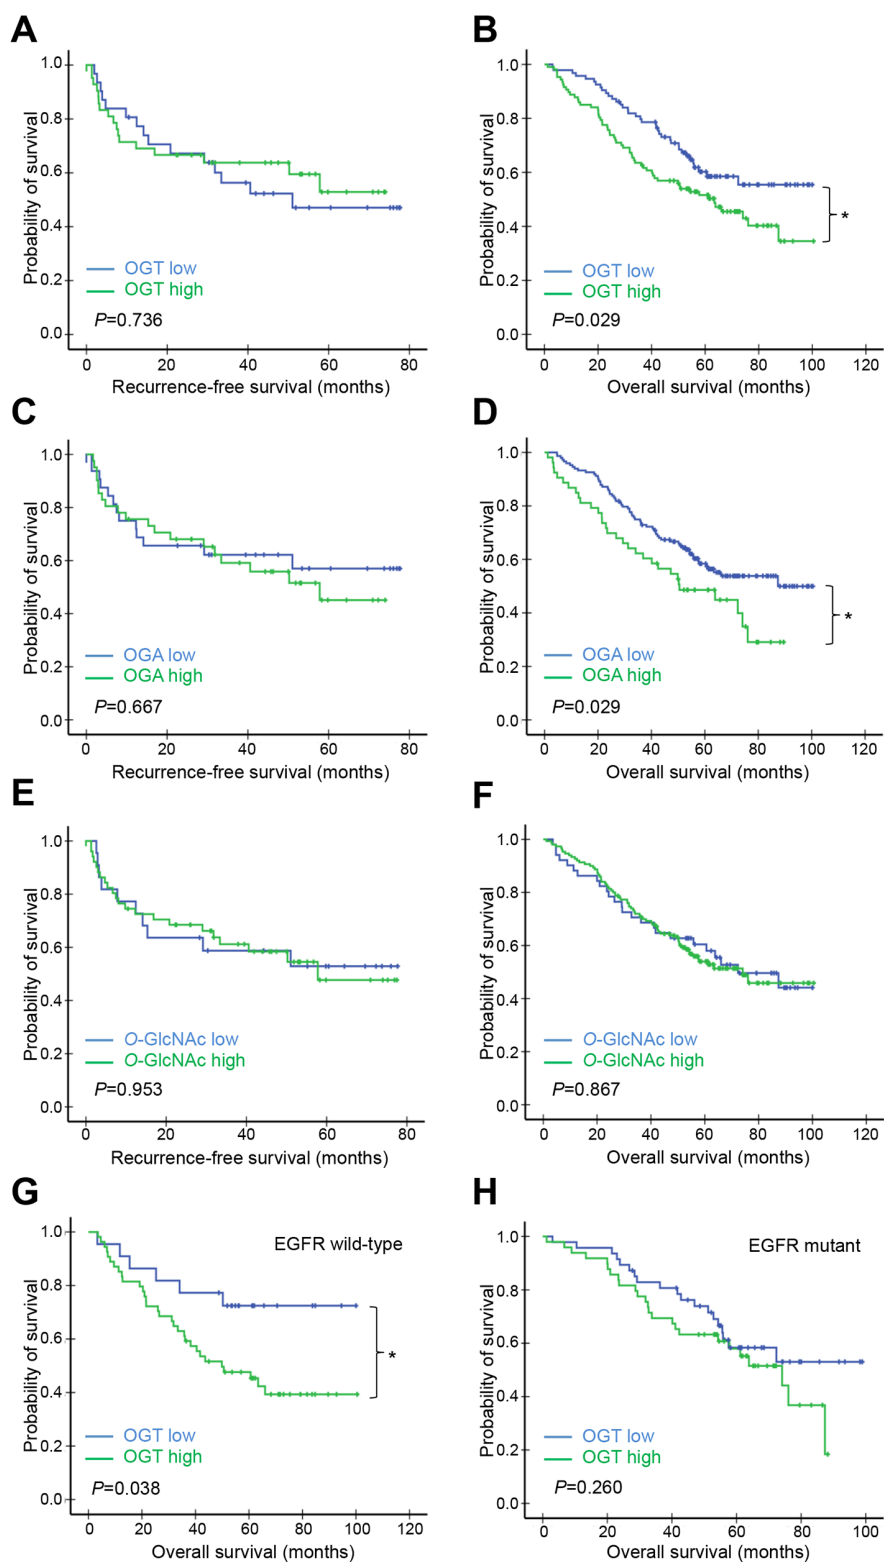 A
Probability of survival
1.0
0.8
0.6
0.4
0.2
0.0
OGT low
OGT high
P=0.736
0 20 40 60 80
Recurrence-free survival (months)
B
Probability of survival
1.0
0.8
0.6
0.4
0.2
0.0
*
OGT low
OGT high
P=0.029
0 20 40 60 80 100 120
Overall survival (months)
C
Probability of survival
1.0
0.8
0.6
0.4
0.2
0.0
OGA low
OGA high
P=0.667
0 20 40 60 80
Recurrence-free survival (months)
D
Probability of survival
1.0
0.8
0.6
0.4
0.2
0.0
*
OGA low
OGA high
P=0.029
0 20 40 60 80 100 120
Overall survival (months)
E
Probability of survival
1.0
0.8
0.6
0.4
0.2
0.0
O-GlcNAc low
O-GlcNAc high
P=0.953
0 20 40 60 80
Recurrence-free survival (months)
F
Probability of survival
1.0
0.8
0.6
0.4
0.2
0.0
O-GlcNAc low
O-GlcNAc high
P=0.867
0 20 40 60 80 100 120
Overall survival (months)
G
EGFR wild-type
Probability of survival
1.0
0.8
0.6
0.4
0.2
0.0
*
OGT low
OGT high
P=0.038
0 20 40 60 80 100 120
Overall survival (months)
H
EGFR mutant
Probability of survival
1.0
0.8
0.6
0.4
0.2
0.0
OGT low
OGT high
P=0.260
0 20 40 60 80 100
Overall survival (months)